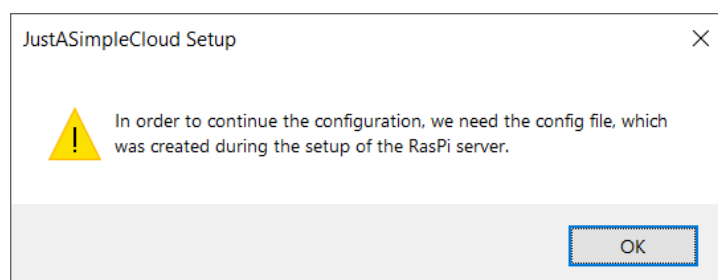 JustASimpleCloud Setup
In order to continue the configuration, we need the config file, which
was created during the setup of the RasPi server.
OK